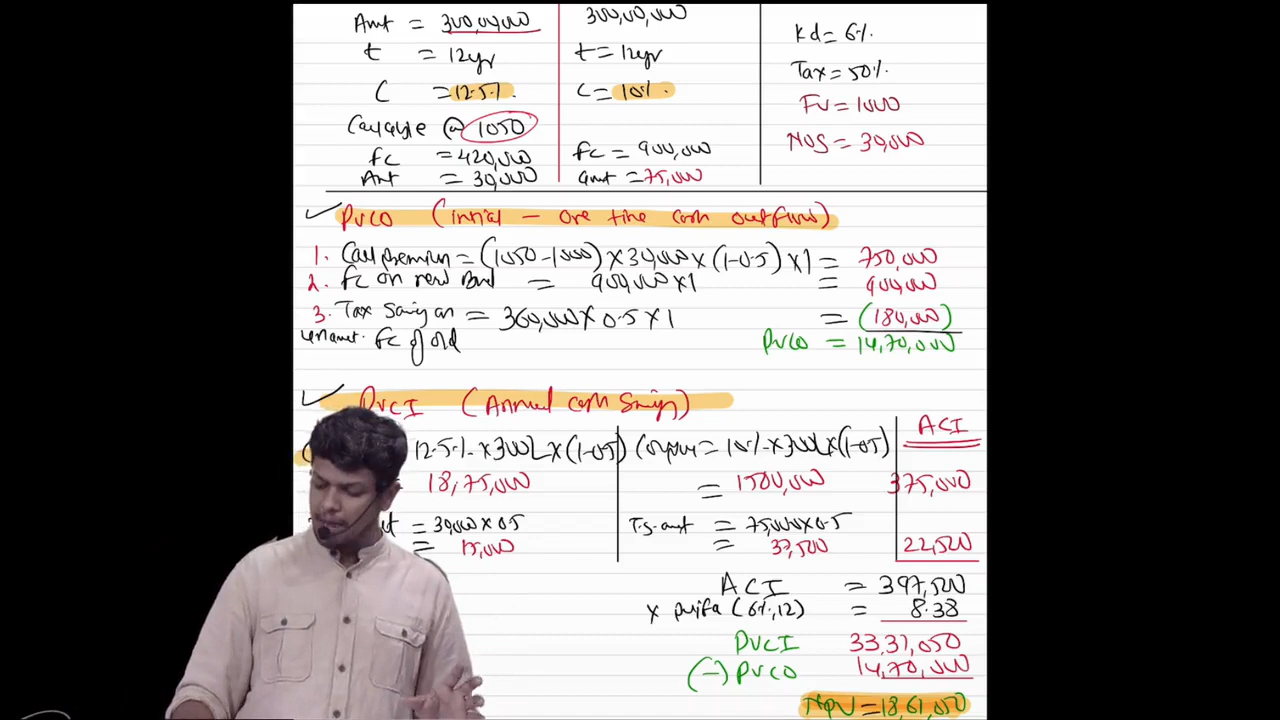 Amt = 300,00,000
t = 12yr
C = 12.5%.
Callable @ 1050
fc = 420,000
Amt = 30,000
300,00,000
t = 12yr
C = 10%.
fc = 900,000
amt = 75,000
Kd = 6%.
Tax = 50%.
FV = 1000
NOS = 30,000
PVCO (initial – one time cash outflows)
1. Call premium = (1050-1000) × 30,000 × (1-0.5) × 1 = 750,000
2. fc on new Bond = 900,000 × 1 = 900,000
3. Tax Saving on = 360,000 × 0.5 × 1 = (180,000)
unamort. fc of old
PVCO = 14,70,000
PVCI (Annual cash Savings)
12.5% × 300L × (1-0.5)
18,75,000
= 30,000 × 0.5
= 15,000
Coupon = 10% × 300L × (1-0.5)
= 1500,000
T.S. amt = 75,000 × 0.5
= 37,500
ACI
375,000
22,500
ACI = 397,500
× pvifa (6%,12) = 8.38
PVCI 33,31,050
(-) PVCO 14,70,000
NPV = 18,61,050